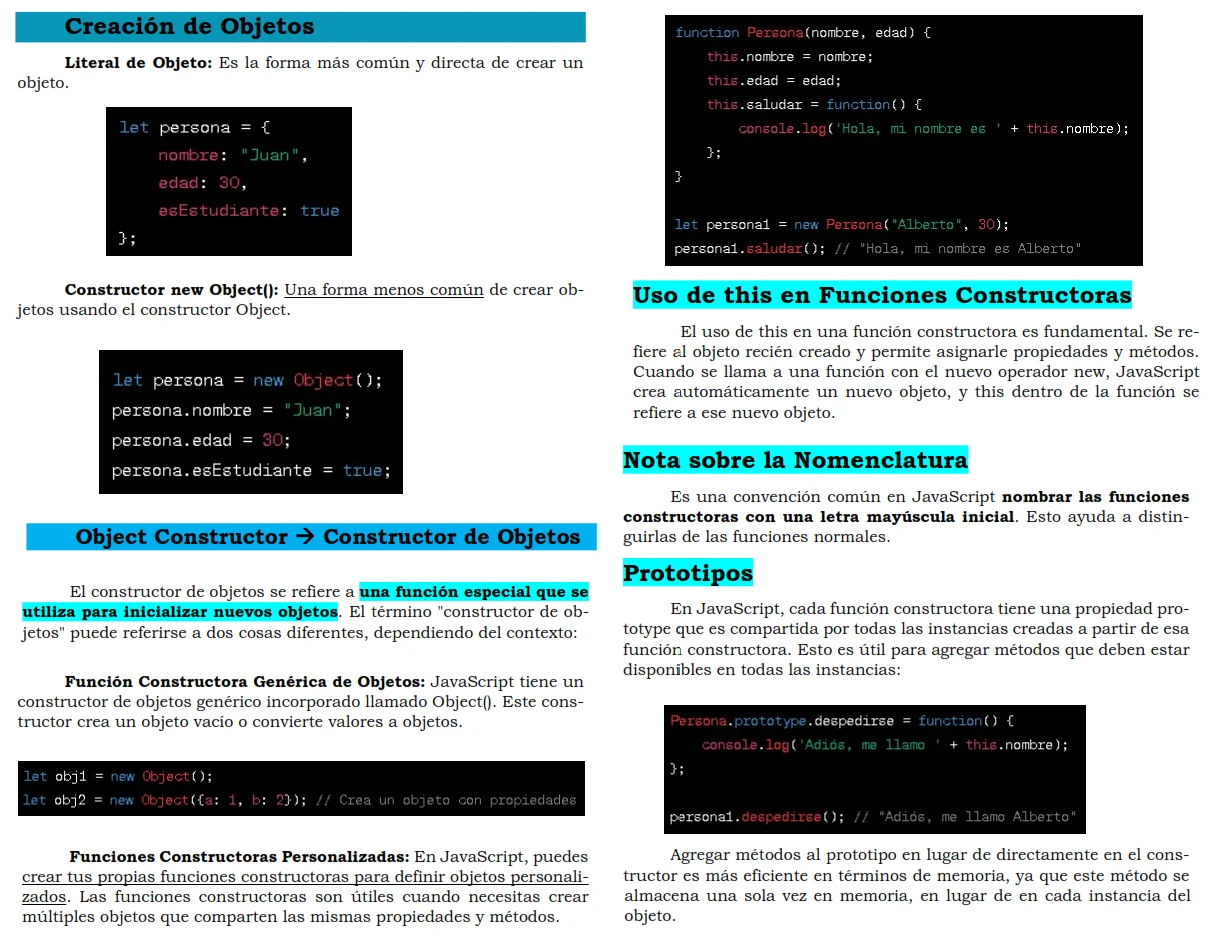 Creación de Objetos
Literal de Objeto: Es la forma más común y directa de crear un
objeto.
let persona = {
nombre: "Juan",
edad: 30,
esEstudiante: true
};
Constructor new Object(): Una forma menos común de crear ob-
jetos usando el constructor Object.
let persona = new Object();
persona.nombre = "Juan";
persona.edad = 30;
persona.esEstudiante = true;
Object Constructor → Constructor de Objetos
El constructor de objetos se refiere a una función especial que se
utiliza para inicializar nuevos objetos. El término "constructor de ob-
jetos" puede referirse a dos cosas diferentes, dependiendo del contexto:
Función Constructora Genérica de Objetos: JavaScript tiene un
constructor de objetos genérico incorporado llamado Object(). Este cons-
tructor crea un objeto vacío o convierte valores a objetos.
let obj1 = new Object();
let obj2 = new Object({a: 1, b: 2}); // Crea un objeto con propiedades
Funciones Constructoras Personalizadas: En JavaScript, puedes
crear tus propias funciones constructoras para definir objetos personali-
zados. Las funciones constructoras son útiles cuando necesitas crear
múltiples objetos que comparten las mismas propiedades y métodos.
function Persona(nombre, edad) {
this.nombre = nombre;
this.edad = edad;
this.saludar = function() {
console.log('Hola, mi nombre es ' + this.nombre);
};
}
let persona1 = new Persona("Alberto", 30);
persona1.saludar(); // "Hola, mi nombre es Alberto"
Uso de this en Funciones Constructoras
El uso de this en una función constructora es fundamental. Se re-
fiere al objeto recién creado y permite asignarle propiedades y métodos.
Cuando se llama a una función con el nuevo operador new, JavaScript
crea automáticamente un nuevo objeto, y this dentro de la función se
refiere a ese nuevo objeto.
Nota sobre la Nomenclatura
Es una convención común en JavaScript nombrar las funciones
constructoras con una letra mayúscula inicial. Esto ayuda a distin-
guirlas de las funciones normales.
Prototipos
En JavaScript, cada función constructora tiene una propiedad pro-
totype que es compartida por todas las instancias creadas a partir de esa
función constructora. Esto es útil para agregar métodos que deben estar
disponibles en todas las instancias:
Persona.prototype.despedirse = function() {
console.log('Adiós, me llamo ' + this.nombre);
};
persona1.despedirse(); // "Adiós, me llamo Alberto"
Agregar métodos al prototipo en lugar de directamente en el cons-
tructor es más eficiente en términos de memoria, ya que este método se
almacena una sola vez en memoria, en lugar de en cada instancia del
objeto.